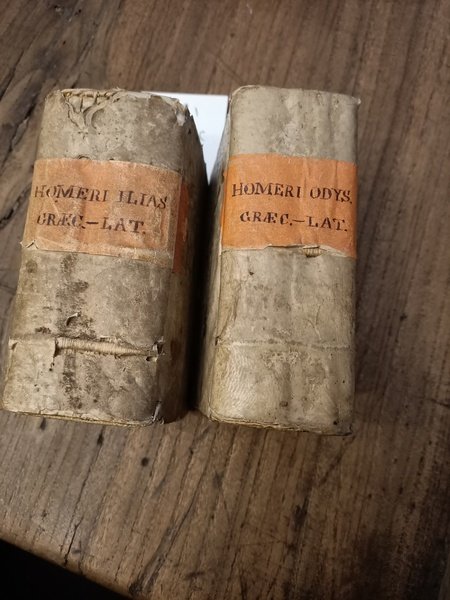 HOMERI ILIAS
GRÆC.—LAT.
HOMERI ODYS.
GRÆC.—LAT.